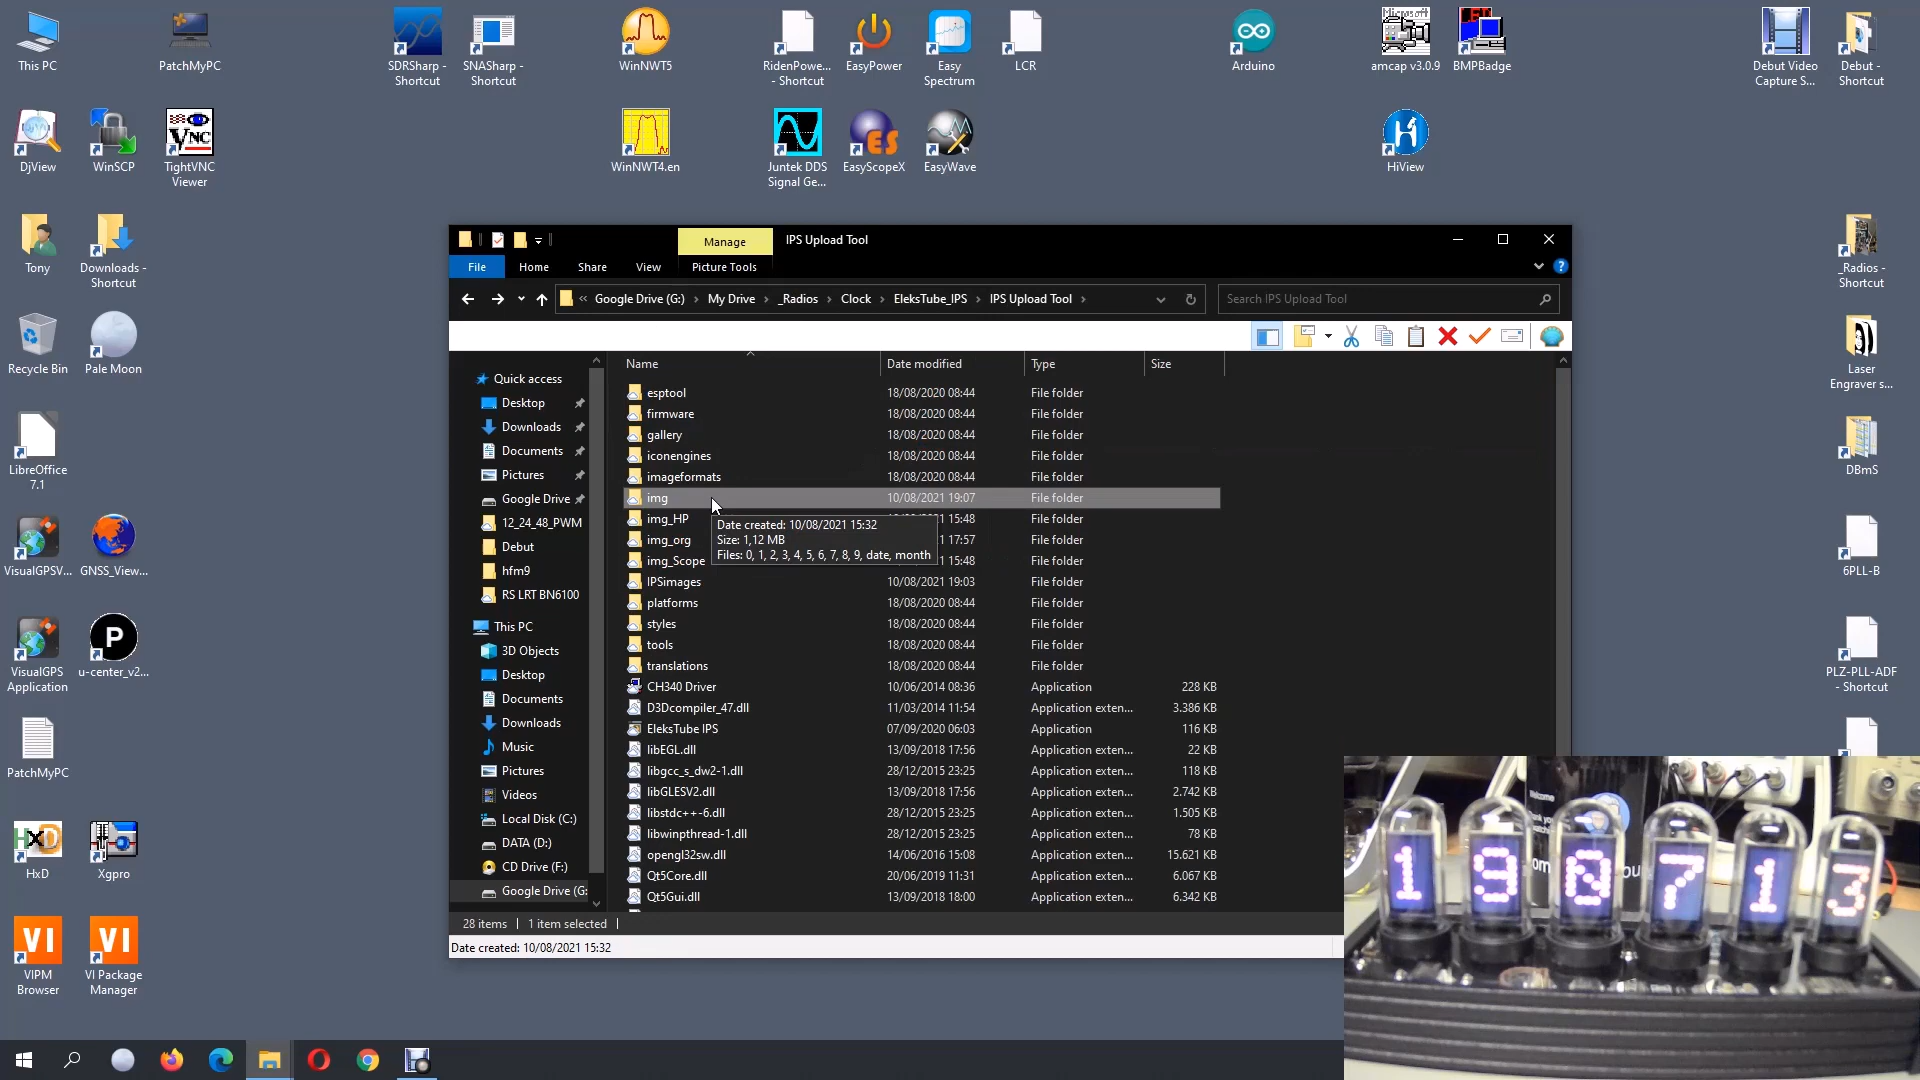 This PC
PatchMyPC
SDRSharp -
Shortcut
SNASharp -
Shortcut
WinNWT5
RidenPowe...
- Shortcut
EasyPower
Easy
Spectrum
LCR
Arduino
Microsoft
amcap v3.0.9
LED
BMPBadge
Debut Video
Capture S...
Debut -
Shortcut
DjView
WinSCP
VNC
TightVNC
Viewer
WinNWT4.en
Juntek DDS
Signal Ge...
ES
EasyScopeX
EasyWave
HiView
Tony
Downloads -
Shortcut
_Radios -
Shortcut
Recycle Bin
Pale Moon
Laser
Engraver s...
LibreOffice
7.1
DBmS
VisualGPSV...
GNSS_View...
6PLL-B
VisualGPS
Application
P
u-center_v2...
PLZ-PLL-ADF
- Shortcut
PatchMyPC
HxD
HxD
Xgpro
VI
VIPM
Browser
VI
VI Package
Manager
Manage
IPS Upload Tool
File
Home
Share
View
Picture Tools
?
« Google Drive (G:) › My Drive › _Radios › Clock › EleksTube_IPS › IPS Upload Tool ›
Search IPS Upload Tool
Quick access
Desktop
Downloads
Documents
Pictures
Google Drive
12_24_48_PWM
Debut
hfm9
RS LRT BN6100
This PC
3D Objects
Desktop
Documents
Downloads
Music
Pictures
Videos
Local Disk (C:)
DATA (D:)
CD Drive (F:)
Google Drive (G:
Name Date modified Type Size
esptool 18/08/2020 08:44 File folder
firmware 18/08/2020 08:44 File folder
gallery 18/08/2020 08:44 File folder
iconengines 18/08/2020 08:44 File folder
imageformats 18/08/2020 08:44 File folder
img 10/08/2021 19:07 File folder
img_HP 15:48 File folder
img_org 17:57 File folder
img_Scope 15:48 File folder
Date created: 10/08/2021 15:32
Size: 1,12 MB
Files: 0, 1, 2, 3, 4, 5, 6, 7, 8, 9, date, month
IPSimages 10/08/2021 19:03 File folder
platforms 18/08/2020 08:44 File folder
styles 18/08/2020 08:44 File folder
tools 18/08/2020 08:44 File folder
translations 18/08/2020 08:44 File folder
CH340 Driver 10/06/2014 08:36 Application 228 KB
D3Dcompiler_47.dll 11/03/2014 11:54 Application exten... 3.386 KB
EleksTube IPS 07/09/2020 06:03 Application 116 KB
libEGL.dll 13/09/2018 17:56 Application exten... 22 KB
libgcc_s_dw2-1.dll 28/12/2015 23:25 Application exten... 118 KB
libGLESV2.dll 13/09/2018 17:56 Application exten... 2.742 KB
libstdc++-6.dll 28/12/2015 23:25 Application exten... 1.505 KB
libwinpthread-1.dll 28/12/2015 23:25 Application exten... 78 KB
opengl32sw.dll 14/06/2016 15:08 Application exten... 15.621 KB
Qt5Core.dll 20/06/2019 11:31 Application exten... 6.067 KB
Qt5Gui.dll 13/09/2018 18:00 Application exten... 6.342 KB
28 items
1 item selected
Date created: 10/08/2021 15:32
Welcome
1 9 0 7 1 3